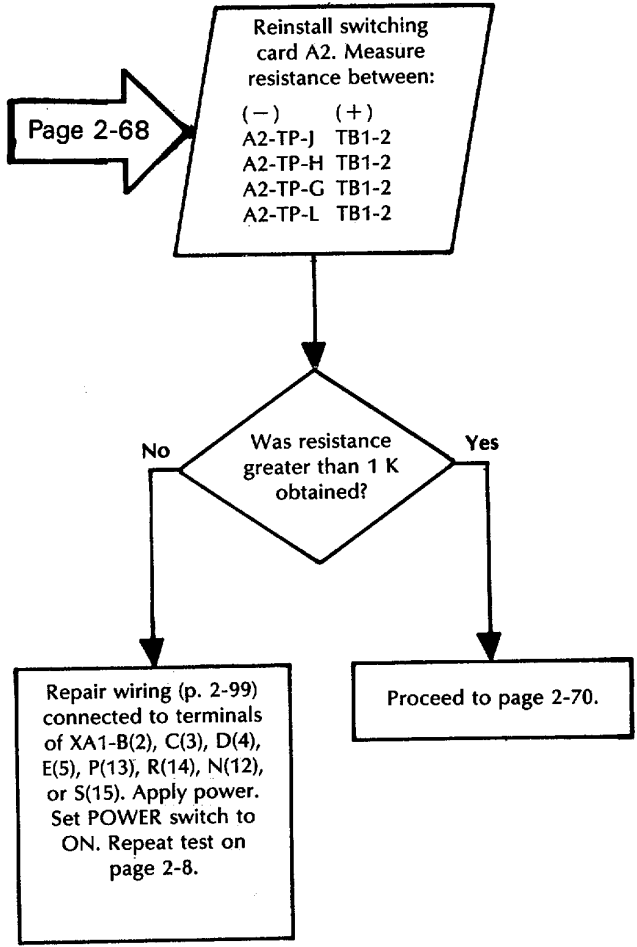 Reinstall switching
card A2. Measure
resistance between:
(−) (+)
A2-TP-J TB1-2
A2-TP-H TB1-2
A2-TP-G TB1-2
A2-TP-L TB1-2
Page 2-68
Was resistance
greater than 1 K
obtained?
No
Yes
Repair wiring (p. 2-99)
connected to terminals
of XA1-B(2), C(3), D(4),
E(5), P(13), R(14), N(12),
or S(15). Apply power.
Set POWER switch to
ON. Repeat test on
page 2-8.
Proceed to page 2-70.